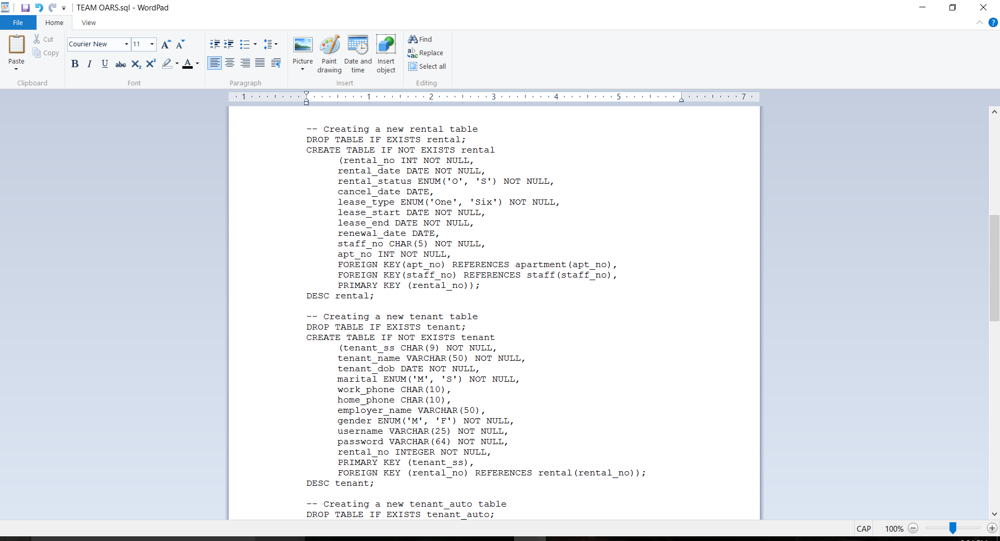 TEAM OARS.sql - WordPad
File Home View
Paste
Cut
Copy
Clipboard
Courier New 11
B I U abc X2 X2 A
Font
Paragraph
Picture
Paint drawing
Date and time
Insert object
Insert
Find
Replace
Select all
Editing
1 1 2 3 4 5 7
-- Creating a new rental table
DROP TABLE IF EXISTS rental;
CREATE TABLE IF NOT EXISTS rental
(rental_no INT NOT NULL,
rental_date DATE NOT NULL,
rental_status ENUM('O', 'S') NOT NULL,
cancel_date DATE,
lease_type ENUM('One', 'Six') NOT NULL,
lease_start DATE NOT NULL,
lease_end DATE NOT NULL,
renewal_date DATE,
staff_no CHAR(5) NOT NULL,
apt_no INT NOT NULL,
FOREIGN KEY(apt_no) REFERENCES apartment(apt_no),
FOREIGN KEY(staff_no) REFERENCES staff(staff_no),
PRIMARY KEY (rental_no));
DESC rental;
-- Creating a new tenant table
DROP TABLE IF EXISTS tenant;
CREATE TABLE IF NOT EXISTS tenant
(tenant_ss CHAR(9) NOT NULL,
tenant_name VARCHAR(50) NOT NULL,
tenant_dob DATE NOT NULL,
marital ENUM('M', 'S') NOT NULL,
work_phone CHAR(10),
home_phone CHAR(10),
employer_name VARCHAR(50),
gender ENUM('M', 'F') NOT NULL,
username VARCHAR(25) NOT NULL,
password VARCHAR(64) NOT NULL,
rental_no INTEGER NOT NULL,
PRIMARY KEY (tenant_ss),
FOREIGN KEY (rental_no) REFERENCES rental(rental_no));
DESC tenant;
-- Creating a new tenant_auto table
DROP TABLE IF EXISTS tenant_auto;
CAP 100%